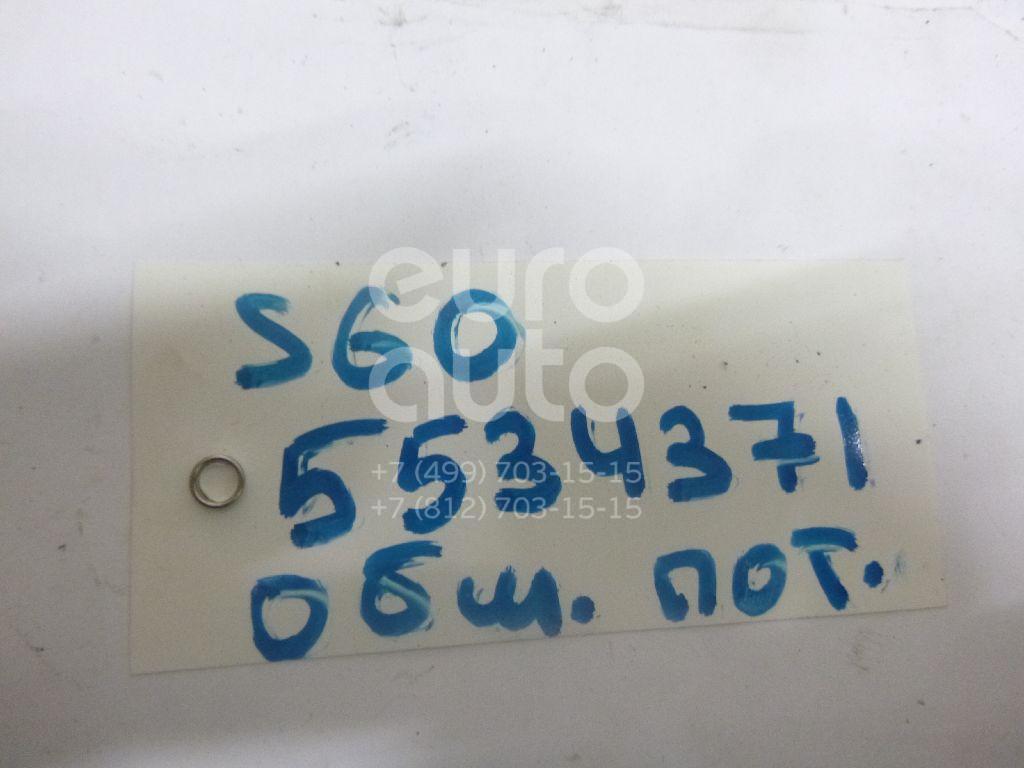 S60
euro
auto
5534371
+7 (499) 703-15-15
+7 (812) 703-15-15
Обш. пот.